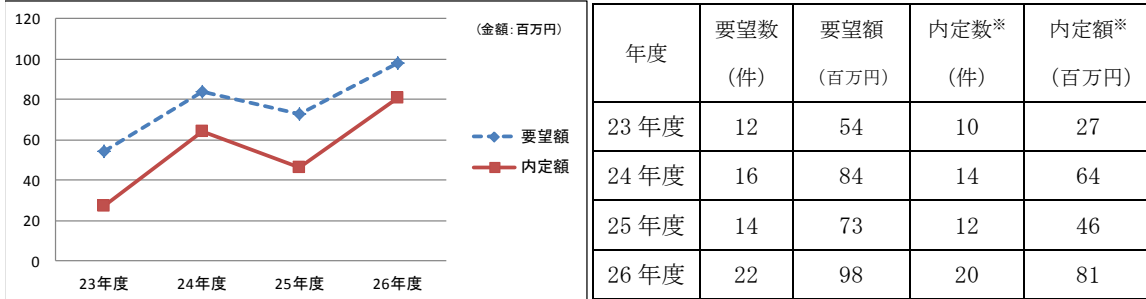 120
100
80
60
40
20
0
23年度 24年度 25年度 26年度
(金額:百万円)
要望額
内定額
年度 要望数(件) 要望額(百万円) 内定数※(件) 内定額※(百万円)
23 年度 12 54 10 27
24 年度 16 84 14 64
25 年度 14 73 12 46
26 年度 22 98 20 81